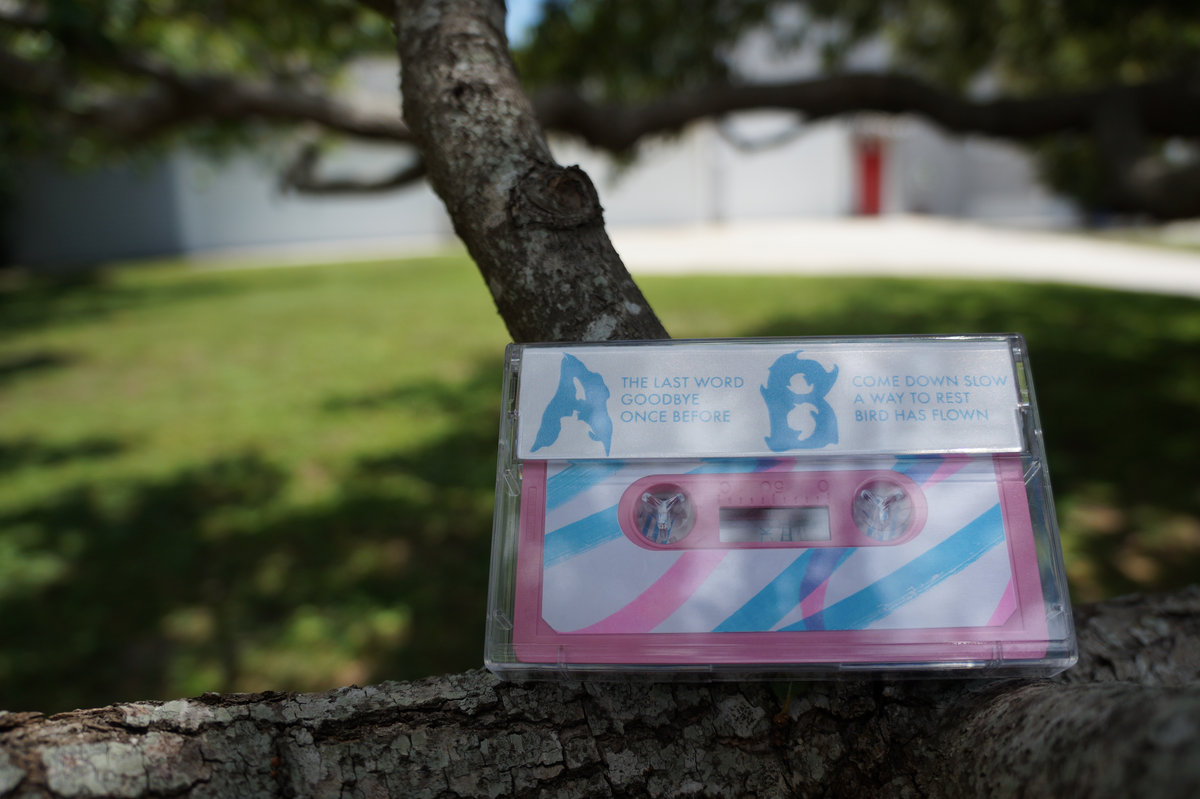 A
THE LAST WORD
GOODBYE
ONCE BEFORE
B
COME DOWN SLOW
A WAY TO REST
BIRD HAS FLOWN